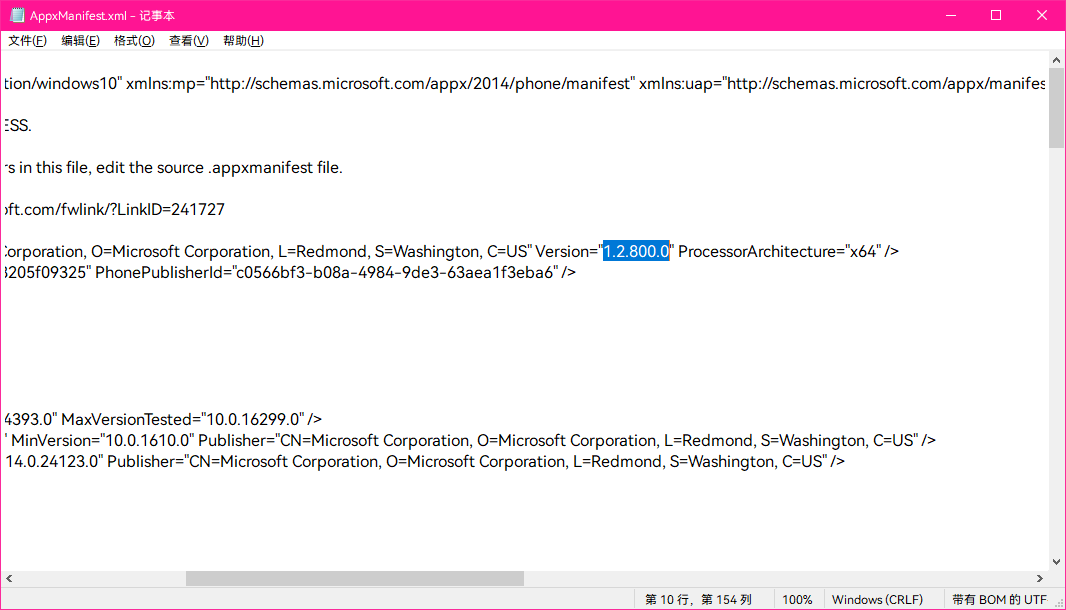 AppxManifest.xml - 记事本
文件(F) 编辑(E) 格式(O) 查看(V) 帮助(H)
tion/windows10" xmlns:mp="http://schemas.microsoft.com/appx/2014/phone/manifest" xmlns:uap="http://schemas.microsoft.com/appx/manifes
ESS.
rs in this file, edit the source .appxmanifest file.
oft.com/fwlink/?LinkID=241727
Corporation, O=Microsoft Corporation, L=Redmond, S=Washington, C=US" Version="1.2.800.0" ProcessorArchitecture="x64" />
3205f09325" PhonePublisherId="c0566bf3-b08a-4984-9de3-63aea1f3eba6" />
4393.0" MaxVersionTested="10.0.16299.0" />
" MinVersion="10.0.1610.0" Publisher="CN=Microsoft Corporation, O=Microsoft Corporation, L=Redmond, S=Washington, C=US" />
14.0.24123.0" Publisher="CN=Microsoft Corporation, O=Microsoft Corporation, L=Redmond, S=Washington, C=US" />
第 10 行，第 154 列 100% Windows (CRLF) 带有 BOM 的 UTF